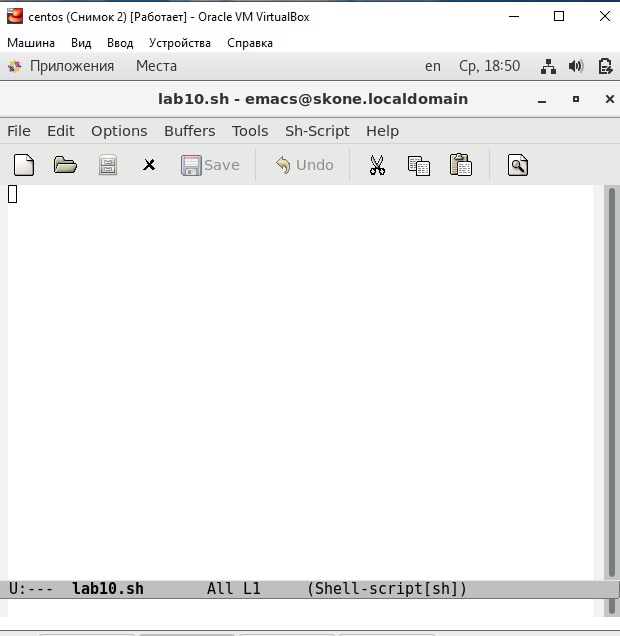 centos (Снимок 2) [Работает] - Oracle VM VirtualBox
Машина Вид Ввод Устройства Справка
Приложения Места en Ср, 18:50
lab10.sh - emacs@skone.localdomain
File Edit Options Buffers Tools Sh-Script Help
Save Undo
U:--- lab10.sh All L1 (Shell-script[sh])